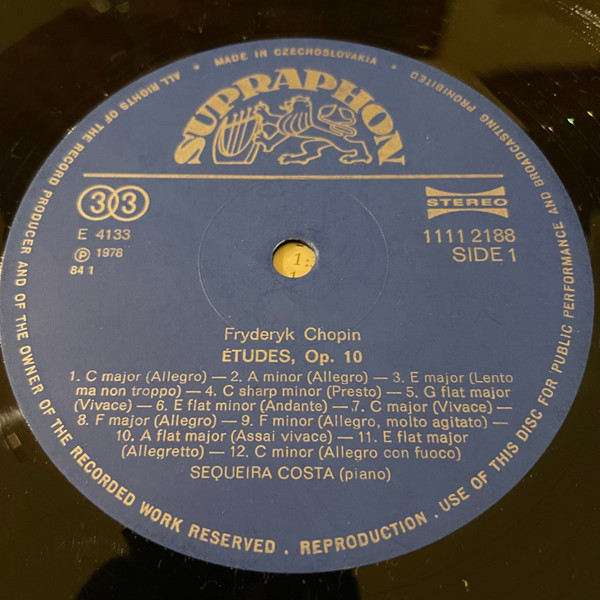 ALL RIGHTS OF THE RECORD PRODUCER AND OF THE OWNER OF THE RECORDED WORK RESERVED . REPRODUCTION . USE OF THIS DISC FOR PUBLIC PERFORMANCE AND BROADCASTING PROHIBITED •
MADE IN CZECHOSLOVAKIA •
SUPRAPHON
33
STEREO
E 4133
1111 2188
Ⓟ 1978
SIDE 1
84 1
1:
1
Fryderyk Chopin
ÉTUDES, Op. 10
1. C major (Allegro) — 2. A minor (Allegro) — 3. E major (Lento
ma non troppo) — 4. C sharp minor (Presto) — 5. G flat major
(Vivace) — 6. E flat minor (Andante) — 7. C major (Vivace) —
8. F major (Allegro) — 9. F minor (Allegro, molto agitato) —
10. A flat major (Assai vivace) — 11. E flat major
(Allegretto) — 12. C minor (Allegro con fuoco)
SEQUEIRA COSTA (piano)